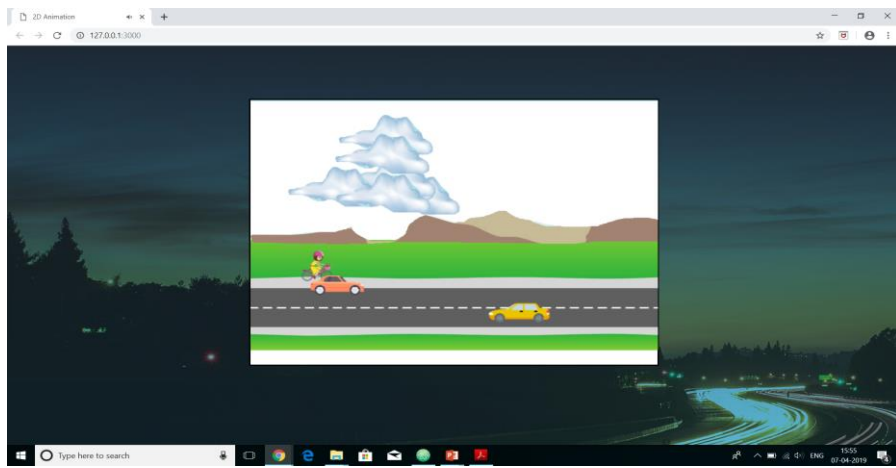 2D Animation
127.0.0.1:3000
Type here to search
ENG
15:55
07-04-2019